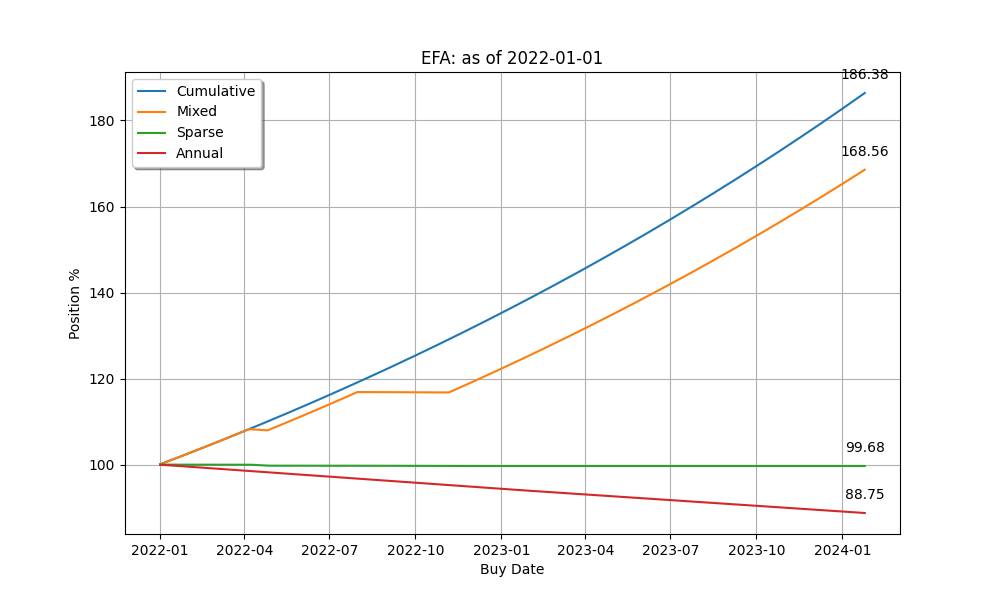 EFA: as of 2022-01-01
186.38
Cumulative
Mixed
Sparse
Annual
180
168.56
160
140
120
100
99.68
88.75
Position %
2022-01 2022-04 2022-07 2022-10 2023-01 2023-04 2023-07 2023-10 2024-01
Buy Date